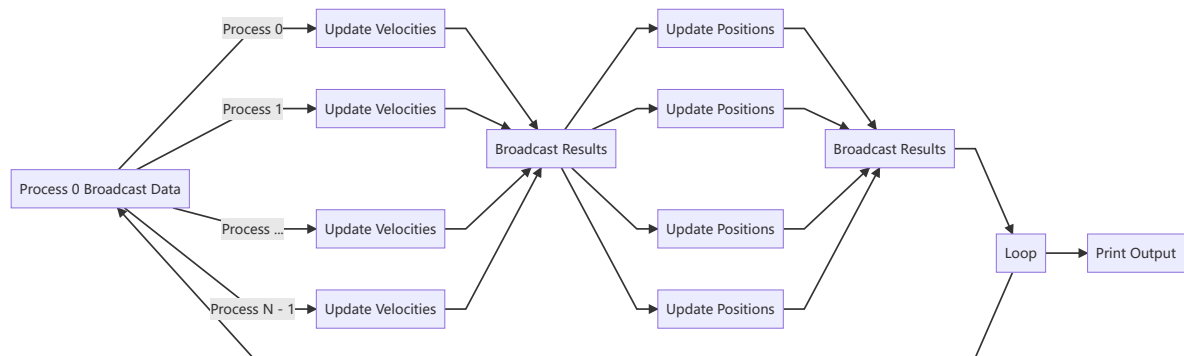 Process 0
Update Velocities
Update Positions
Process 1
Update Velocities
Update Positions
Broadcast Results
Broadcast Results
Process 0 Broadcast Data
Process ...
Update Velocities
Update Positions
Loop
Print Output
Process N - 1
Update Velocities
Update Positions